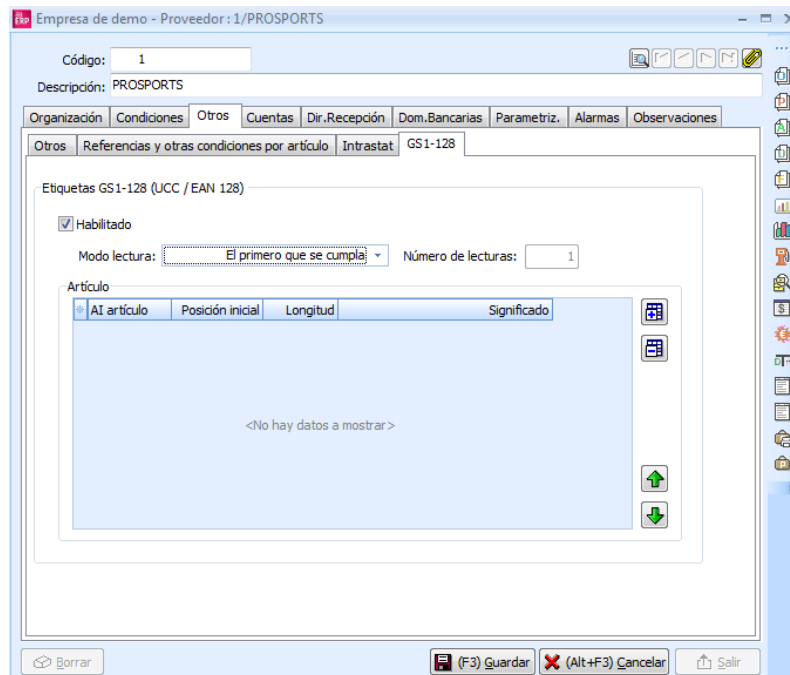 Empresa de demo - Proveedor : 1/PROSPORTS
Código: 1
Descripción: PROSPORTS
Organización Condiciones Otros Cuentas Dir.Recepción Dom.Bancarias Parametriz. Alarmas Observaciones
Otros Referencias y otras condiciones por artículo Intrastat GS1-128
Etiquetas GS1-128 (UCC / EAN 128)
Habilitado
Modo lectura: El primero que se cumpla Número de lecturas: 1
Artículo
AI artículo Posición inicial Longitud Significado
<No hay datos a mostrar>
Borrar (F3) Guardar (Alt+F3) Cancelar Salir